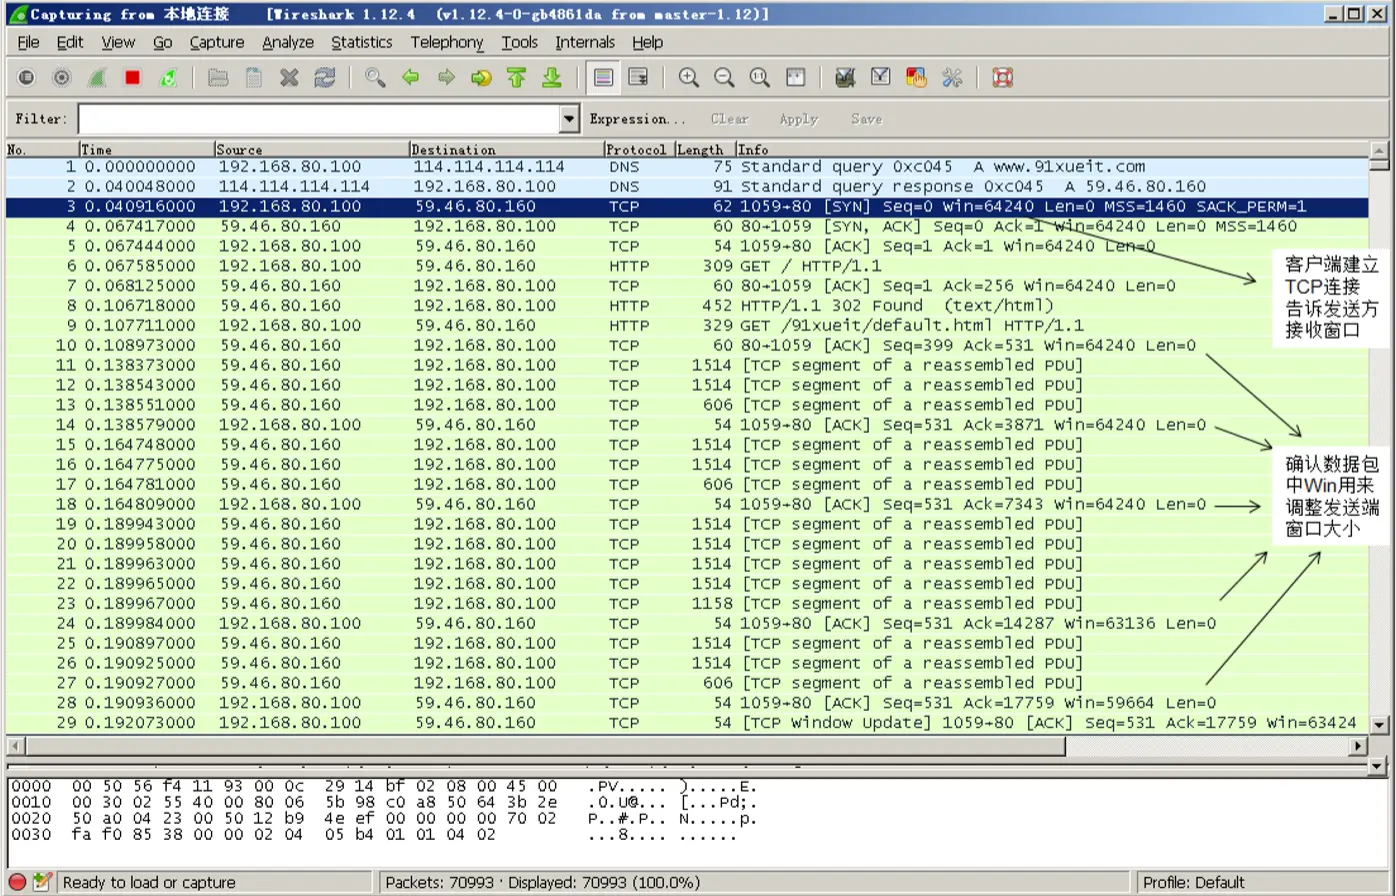 Capturing from 本地连接 [Wireshark 1.12.4 (v1.12.4-0-gb4861da from master-1.12)]
File Edit View Go Capture Analyze Statistics Telephony Tools Internals Help
Filter: Expression... Clear Apply Save
No. Time Source Destination Protocol Length Info
1 0.000000000 192.168.80.100 114.114.114.114 DNS 75 Standard query 0xc045 A www.91xueit.com
2 0.040048000 114.114.114.114 192.168.80.100 DNS 91 Standard query response 0xc045 A 59.46.80.160
3 0.040916000 192.168.80.100 59.46.80.160 TCP 62 1059→80 [SYN] Seq=0 Win=64240 Len=0 MSS=1460 SACK_PERM=1
4 0.067417000 59.46.80.160 192.168.80.100 TCP 60 80→1059 [SYN, ACK] Seq=0 Ack=1 Win=64240 Len=0 MSS=1460
5 0.067444000 192.168.80.100 59.46.80.160 TCP 54 1059→80 [ACK] Seq=1 Ack=1 Win=64240 Len=0
6 0.067585000 192.168.80.100 59.46.80.160 HTTP 309 GET / HTTP/1.1
7 0.068125000 59.46.80.160 192.168.80.100 TCP 60 80→1059 [ACK] Seq=1 Ack=256 Win=64240 Len=0
8 0.106718000 59.46.80.160 192.168.80.100 HTTP 452 HTTP/1.1 302 Found (text/html)
9 0.107711000 192.168.80.100 59.46.80.160 HTTP 329 GET /91xueit/default.html HTTP/1.1
10 0.108973000 59.46.80.160 192.168.80.100 TCP 60 80→1059 [ACK] Seq=399 Ack=531 Win=64240 Len=0
11 0.138373000 59.46.80.160 192.168.80.100 TCP 1514 [TCP segment of a reassembled PDU]
12 0.138543000 59.46.80.160 192.168.80.100 TCP 1514 [TCP segment of a reassembled PDU]
13 0.138551000 59.46.80.160 192.168.80.100 TCP 606 [TCP segment of a reassembled PDU]
14 0.138579000 192.168.80.100 59.46.80.160 TCP 54 1059→80 [ACK] Seq=531 Ack=3871 Win=64240 Len=0
15 0.164748000 59.46.80.160 192.168.80.100 TCP 1514 [TCP segment of a reassembled PDU]
16 0.164775000 59.46.80.160 192.168.80.100 TCP 1514 [TCP segment of a reassembled PDU]
17 0.164781000 59.46.80.160 192.168.80.100 TCP 606 [TCP segment of a reassembled PDU]
18 0.164809000 192.168.80.100 59.46.80.160 TCP 54 1059→80 [ACK] Seq=531 Ack=7343 Win=64240 Len=0
19 0.189943000 59.46.80.160 192.168.80.100 TCP 1514 [TCP segment of a reassembled PDU]
20 0.189958000 59.46.80.160 192.168.80.100 TCP 1514 [TCP segment of a reassembled PDU]
21 0.189963000 59.46.80.160 192.168.80.100 TCP 1514 [TCP segment of a reassembled PDU]
22 0.189965000 59.46.80.160 192.168.80.100 TCP 1514 [TCP segment of a reassembled PDU]
23 0.189967000 59.46.80.160 192.168.80.100 TCP 1158 [TCP segment of a reassembled PDU]
24 0.189984000 192.168.80.100 59.46.80.160 TCP 54 1059→80 [ACK] Seq=531 Ack=14287 Win=63136 Len=0
25 0.190897000 59.46.80.160 192.168.80.100 TCP 1514 [TCP segment of a reassembled PDU]
26 0.190925000 59.46.80.160 192.168.80.100 TCP 1514 [TCP segment of a reassembled PDU]
27 0.190927000 59.46.80.160 192.168.80.100 TCP 606 [TCP segment of a reassembled PDU]
28 0.190936000 192.168.80.100 59.46.80.160 TCP 54 1059→80 [ACK] Seq=531 Ack=17759 Win=59664 Len=0
29 0.192073000 192.168.80.100 59.46.80.160 TCP 54 [TCP Window Update] 1059→80 [ACK] Seq=531 Ack=17759 Win=63424
客户端建立
TCP连接
告诉发送方
接收窗口
确认数据包
中Win用来
调整发送端
窗口大小
0000 00 50 56 f4 11 93 00 0c 29 14 bf 02 08 00 45 00 .PV..... ).....E.
0010 00 30 02 55 40 00 80 06 5b 98 c0 a8 50 64 3b 2e .0.U@... [...Pd;.
0020 50 a0 04 23 00 50 12 b9 4e ef 00 00 00 00 70 02 P..#.P.. N.....p.
0030 fa f0 85 38 00 00 02 04 05 b4 01 01 04 02 ...8.... ......
Ready to load or capture Packets: 70993 · Displayed: 70993 (100.0%) Profile: Default